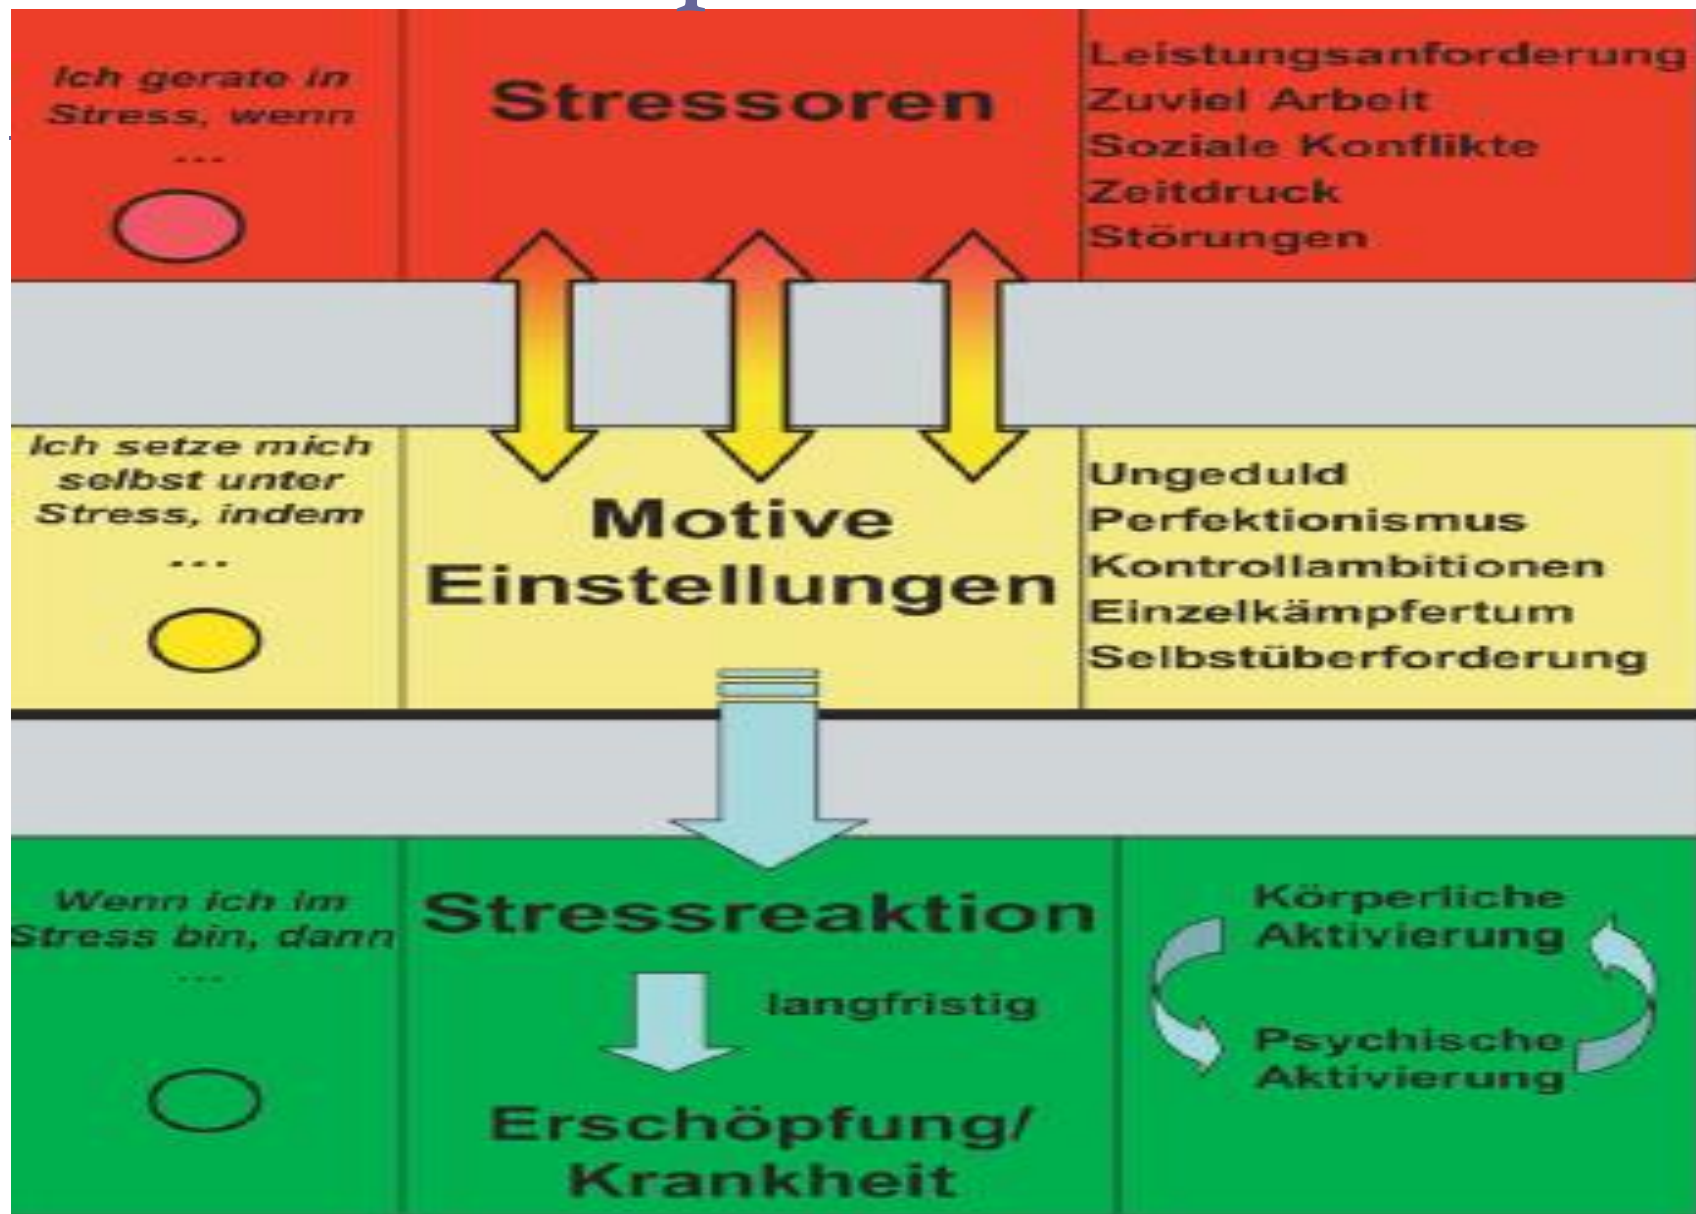 Ich gerate in
Stress, wenn
...
Stressoren
Leistungsanforderung
Zuviel Arbeit
Soziale Konflikte
Zeitdruck
Störungen
Ich setze mich
selbst unter
Stress, indem
...
Motive
Einstellungen
Ungeduld
Perfektionismus
Kontrollambitionen
Einzelkämpfertum
Selbstüberforderung
Wenn ich im
Stress bin, dann
...
Stressreaktion
langfristig
Erschöpfung/
Krankheit
Körperliche
Aktivierung
Psychische
Aktivierung